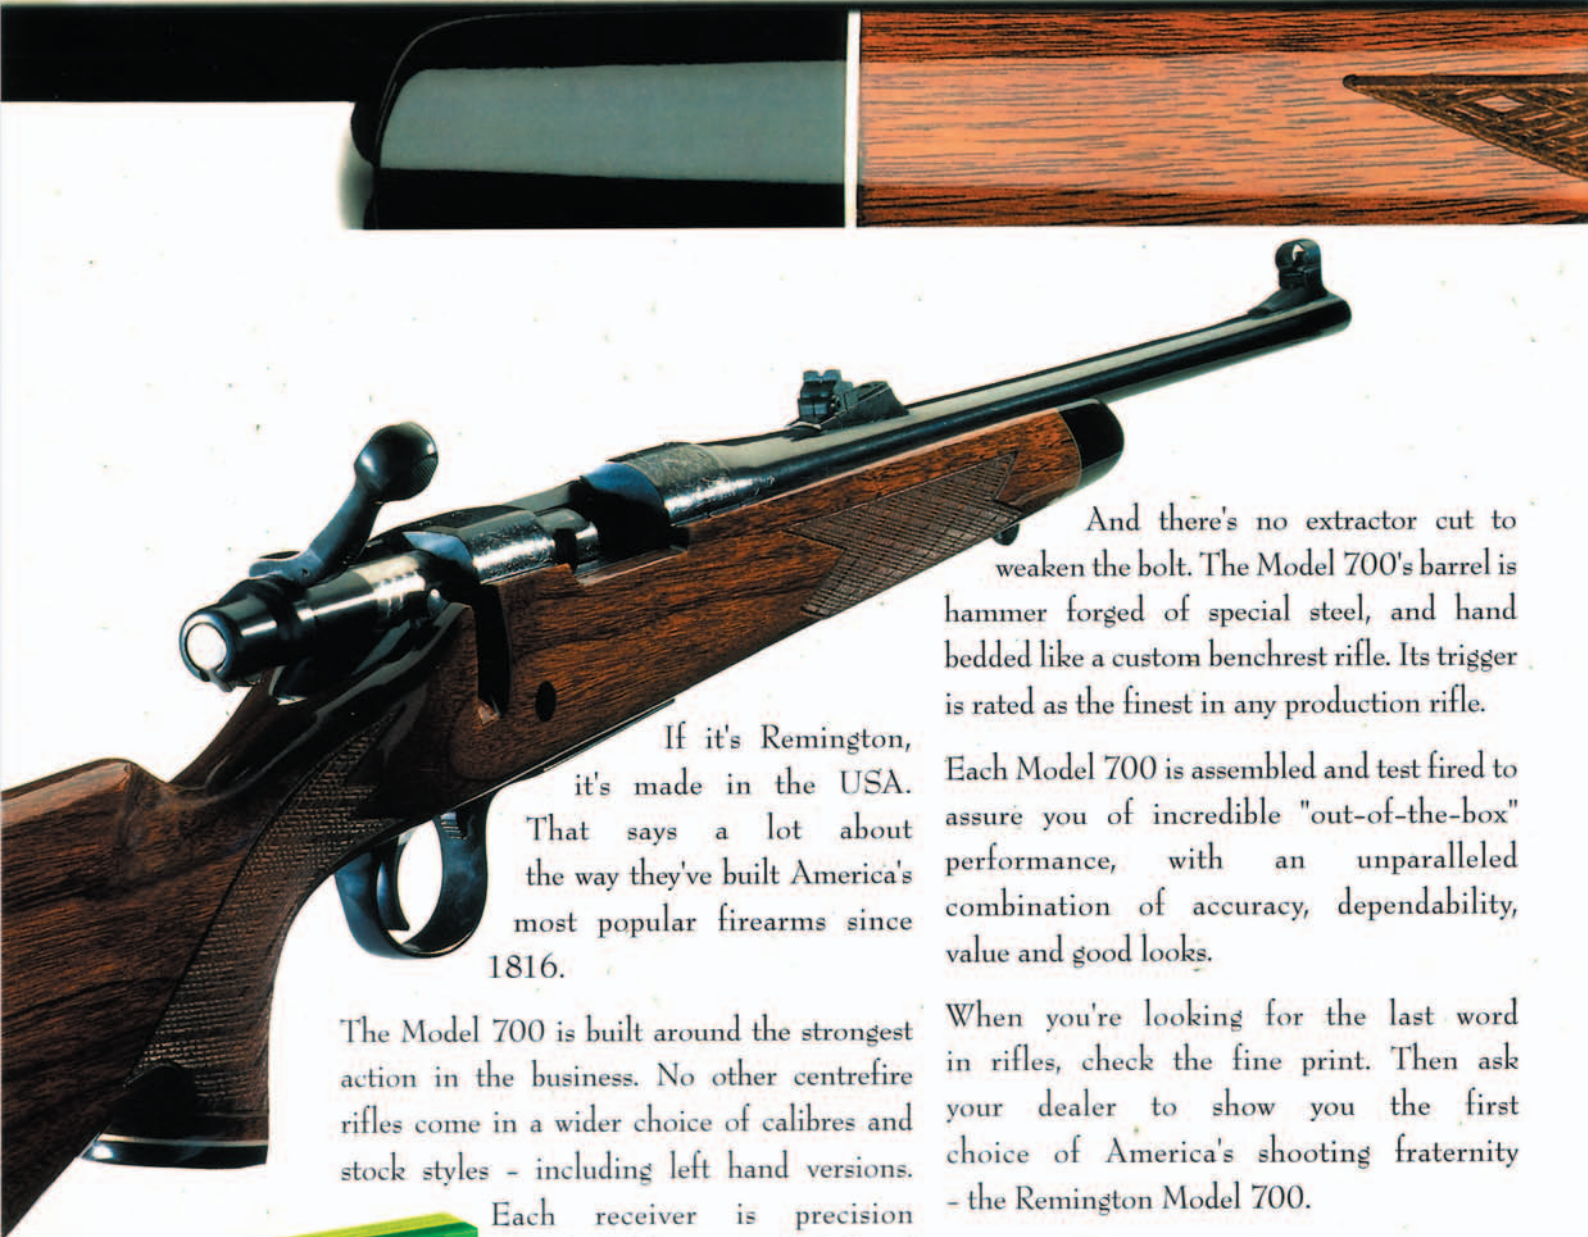 If it's Remington,
it's made in the USA.
That says a lot about
the way they've built America's
most popular firearms since
1816.
The Model 700 is built around the strongest
action in the business. No other centrefire
rifles come in a wider choice of calibres and
stock styles - including left hand versions.
Each receiver is precision
And there's no extractor cut to
weaken the bolt. The Model 700's barrel is
hammer forged of special steel, and hand
bedded like a custom benchrest rifle. Its trigger
is rated as the finest in any production rifle.
Each Model 700 is assembled and test fired to
assure you of incredible "out-of-the-box"
performance, with an unparalleled
combination of accuracy, dependability,
value and good looks.
When you're looking for the last word
in rifles, check the fine print. Then ask
your dealer to show you the first
choice of America's shooting fraternity
- the Remington Model 700.